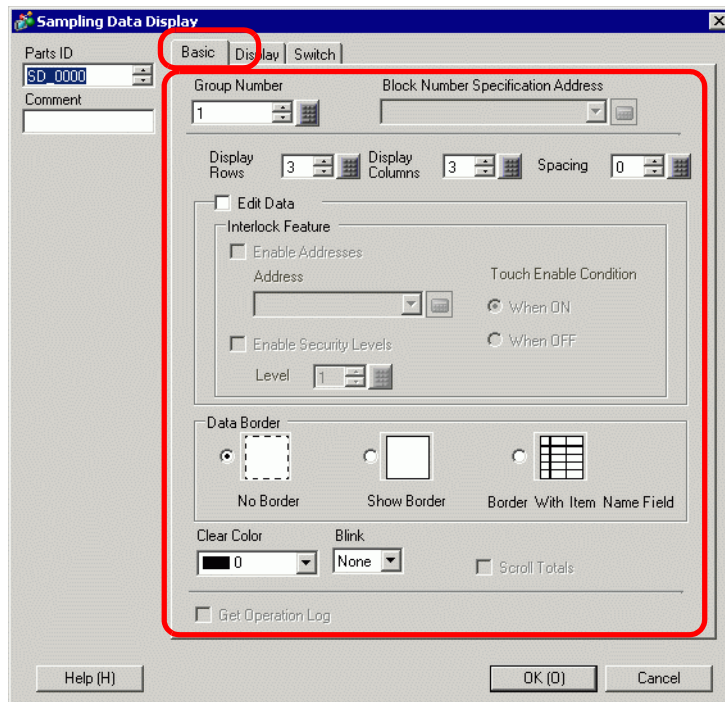 Sampling Data Display
Parts ID
SD_0000
Comment
Basic Display Switch
Group Number Block Number Specification Address
1
Display Rows 3 Display Columns 3 Spacing 0
Edit Data
Interlock Feature
Enable Addresses
Address Touch Enable Condition
When ON
Enable Security Levels When OFF
Level 1
Data Border
No Border Show Border Border With Item Name Field
Clear Color Blink
0 None Scroll Totals
Get Operation Log
Help (H) OK (O) Cancel